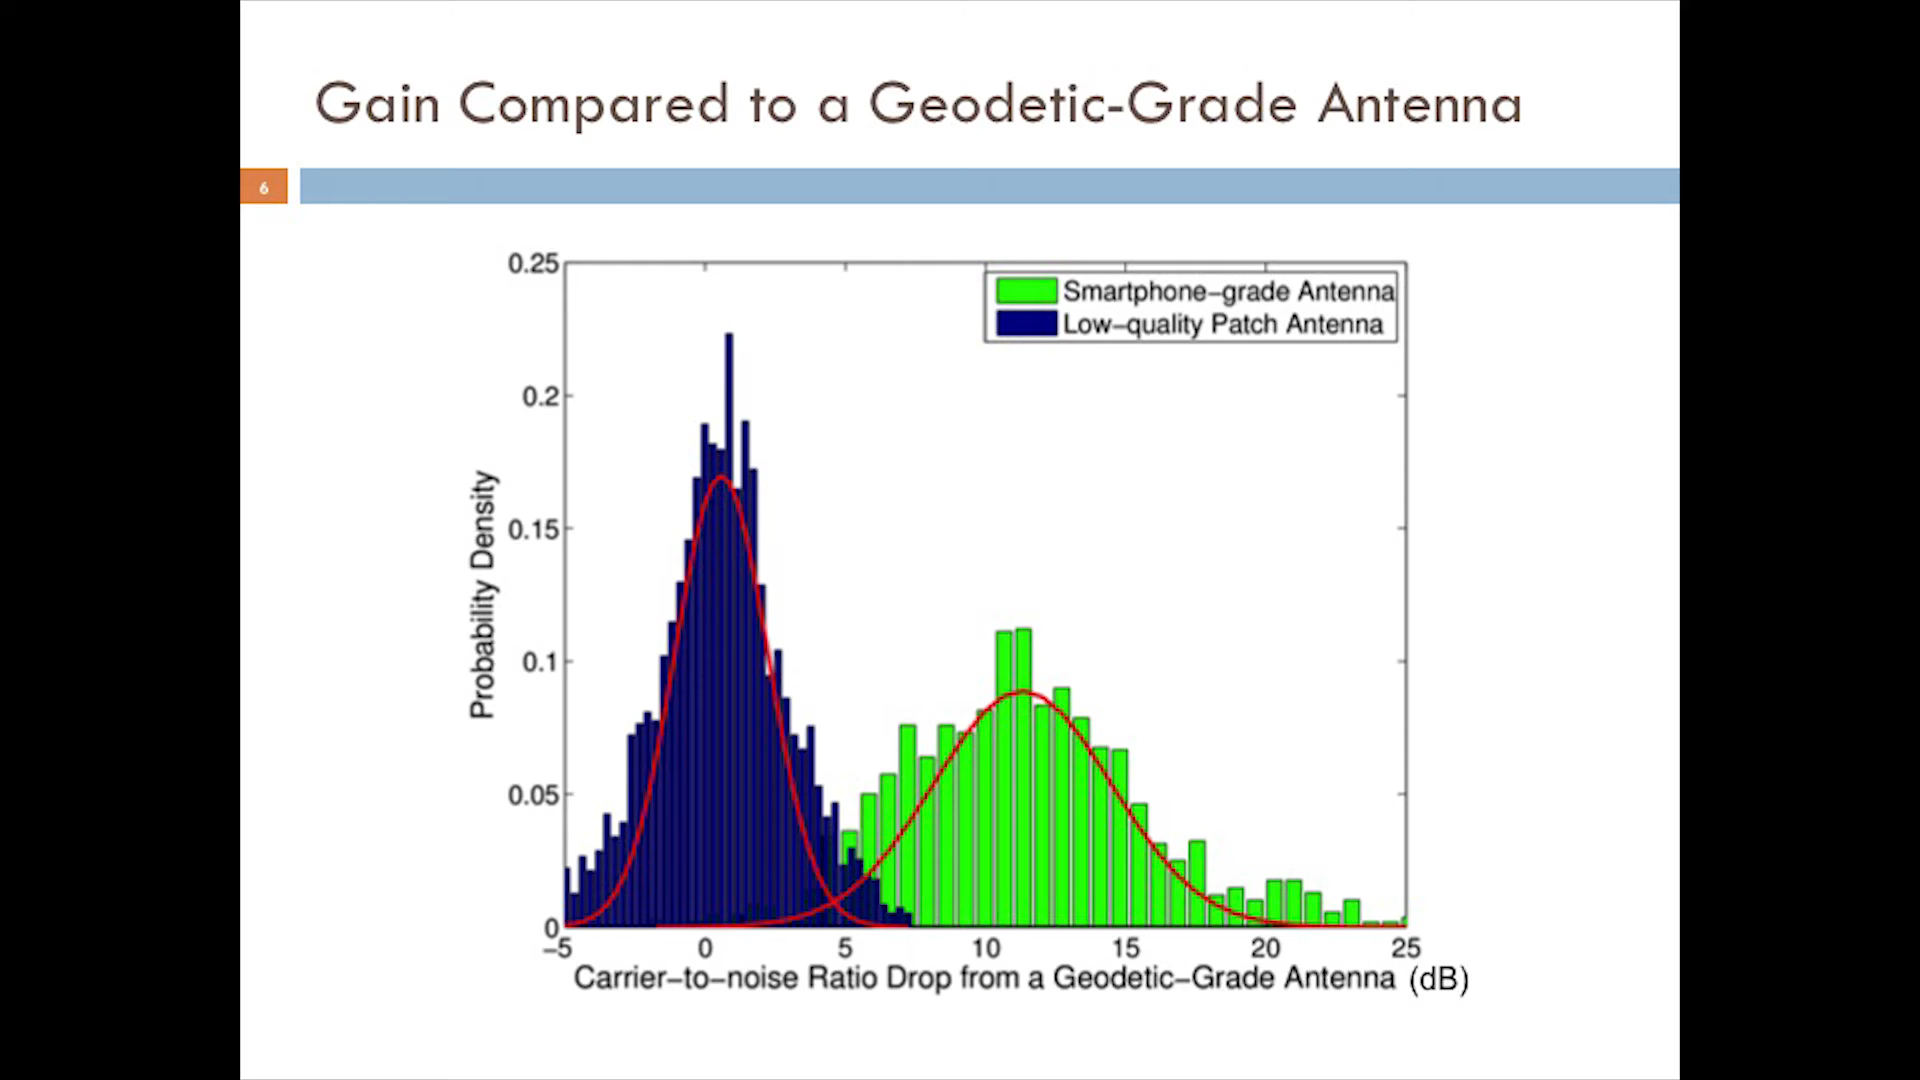 Gain Compared to a Geodetic-Grade Antenna
6
0.25
0.2
0.15
0.1
0.05
0
Probability Density
Smartphone-grade Antenna
Low-quality Patch Antenna
-5 0 5 10 15 20 25
Carrier-to-noise Ratio Drop from a Geodetic-Grade Antenna (dB)